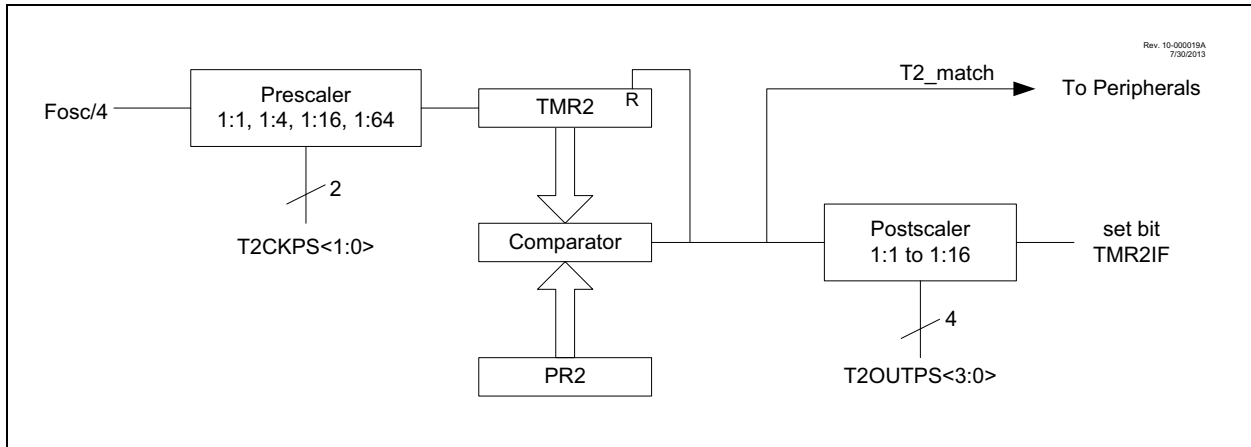 Rev. 10-000019A
7/30/2013
T2_match
To Peripherals
Fosc/4
Prescaler
1:1, 1:4, 1:16, 1:64
TMR2
R
2
T2CKPS<1:0>
Comparator
Postscaler
1:1 to 1:16
set bit
TMR2IF
4
T2OUTPS<3:0>
PR2